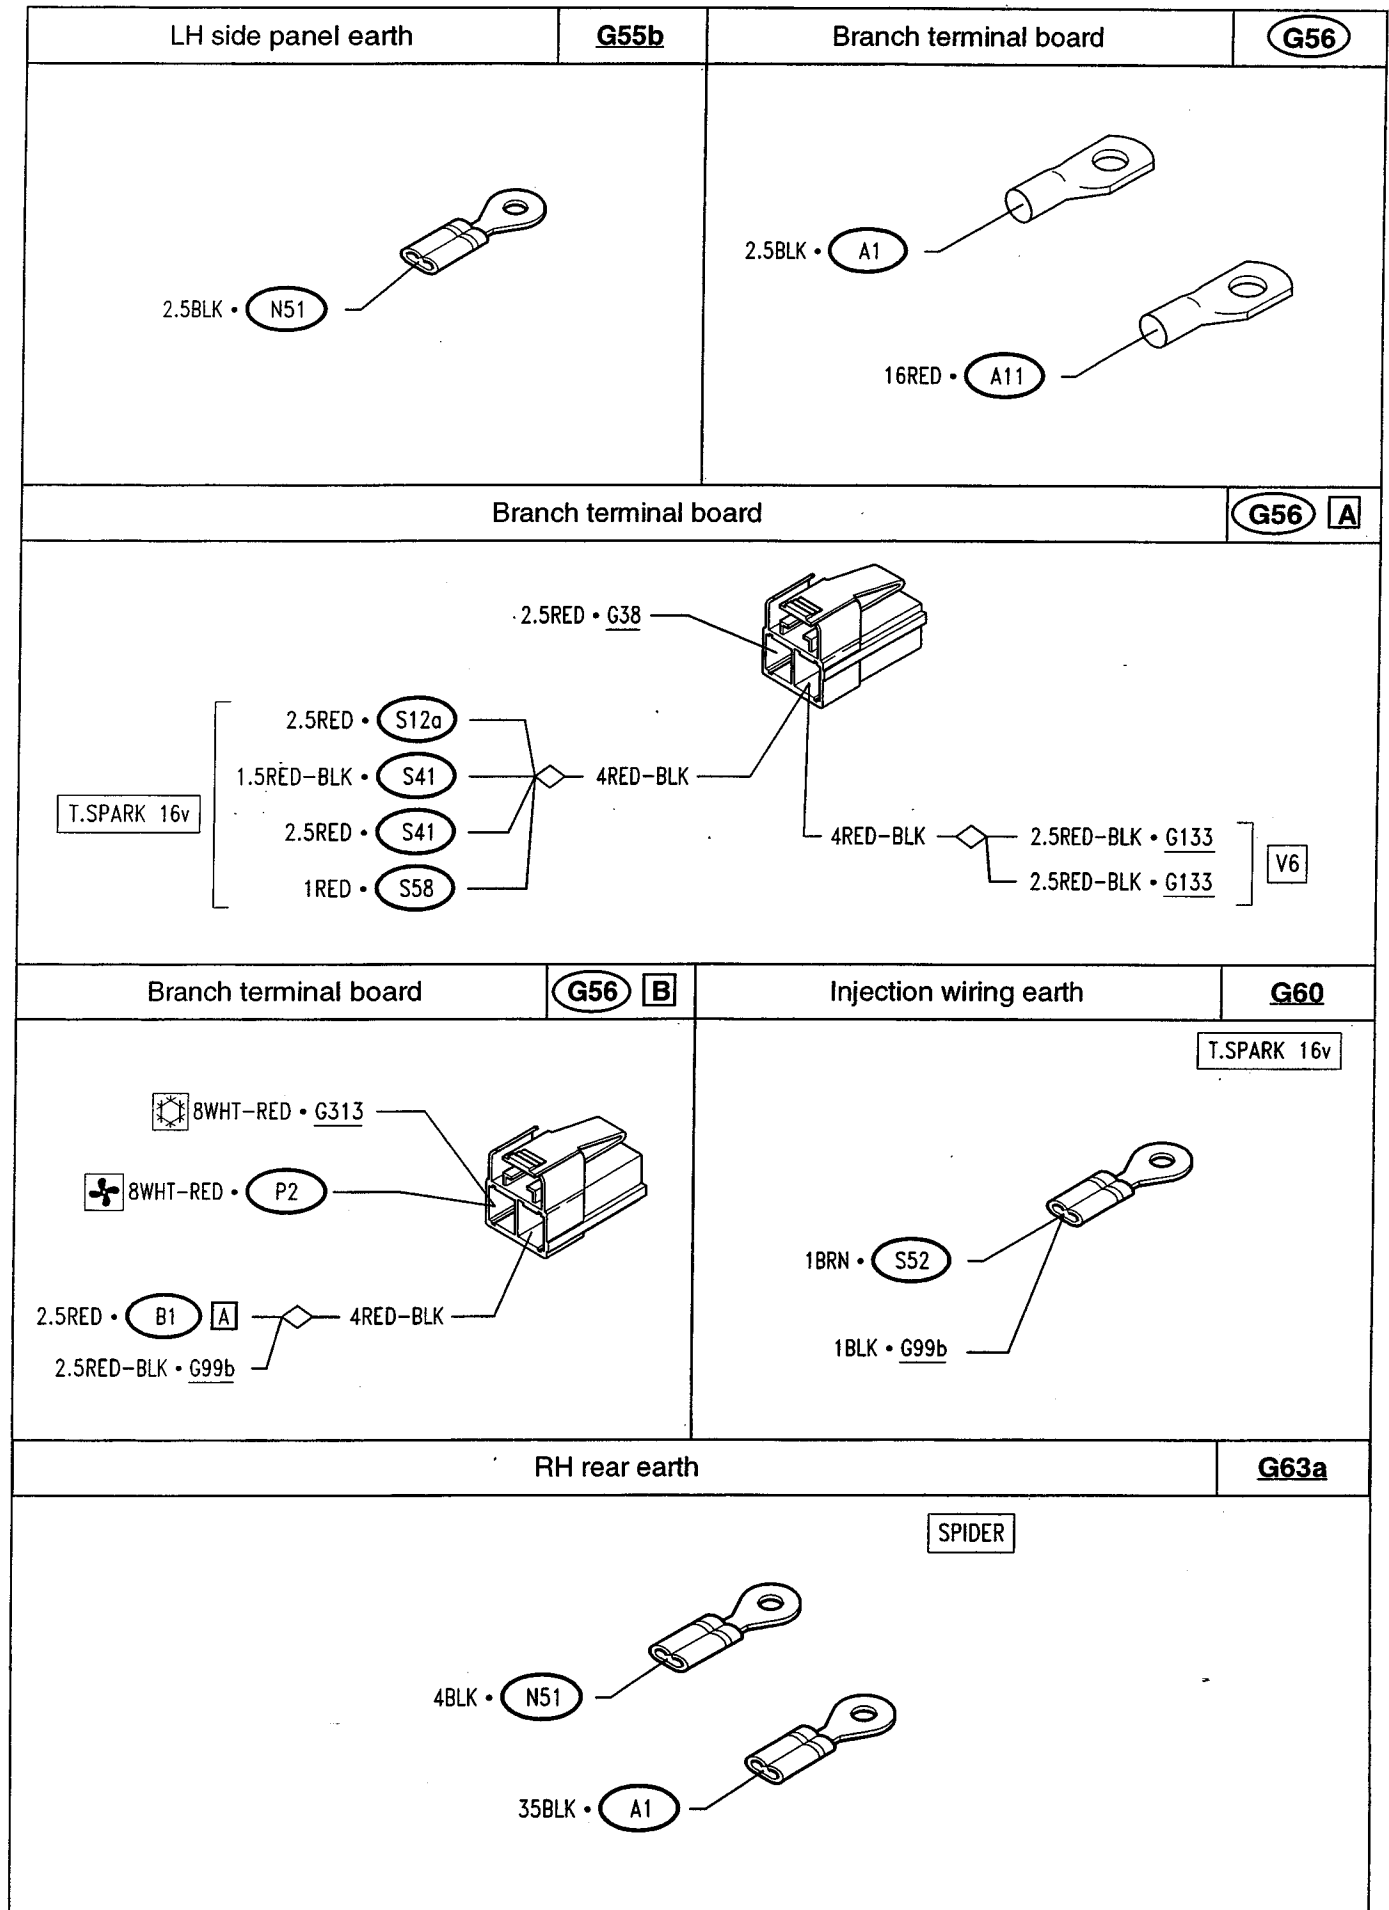 LH side panel earth G55b
Branch terminal board G56
2.5BLK • N51
2.5BLK • A1
16RED • A11
Branch terminal board G56 A
2.5RED • G38
T.SPARK 16v
2.5RED • S12a
1.5RED-BLK • S41
2.5RED • S41
1RED • S58
4RED-BLK
4RED-BLK
2.5RED-BLK • G133
2.5RED-BLK • G133
V6
Branch terminal board G56 B
8WHT-RED • G313
8WHT-RED • P2
2.5RED • B1 A
4RED-BLK
2.5RED-BLK • G99b
Injection wiring earth G60
T.SPARK 16v
1BRN • S52
1BLK • G99b
RH rear earth G63a
SPIDER
4BLK • N51
35BLK • A1